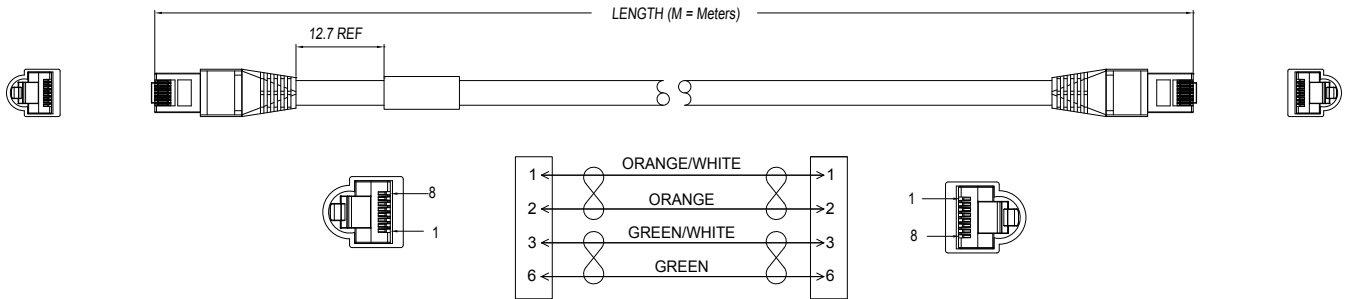 LENGTH (M = Meters)
12.7 REF
8
1
1 ORANGE/WHITE 1
2 ORANGE 2
3 GREEN/WHITE 3
6 GREEN 6
1
8